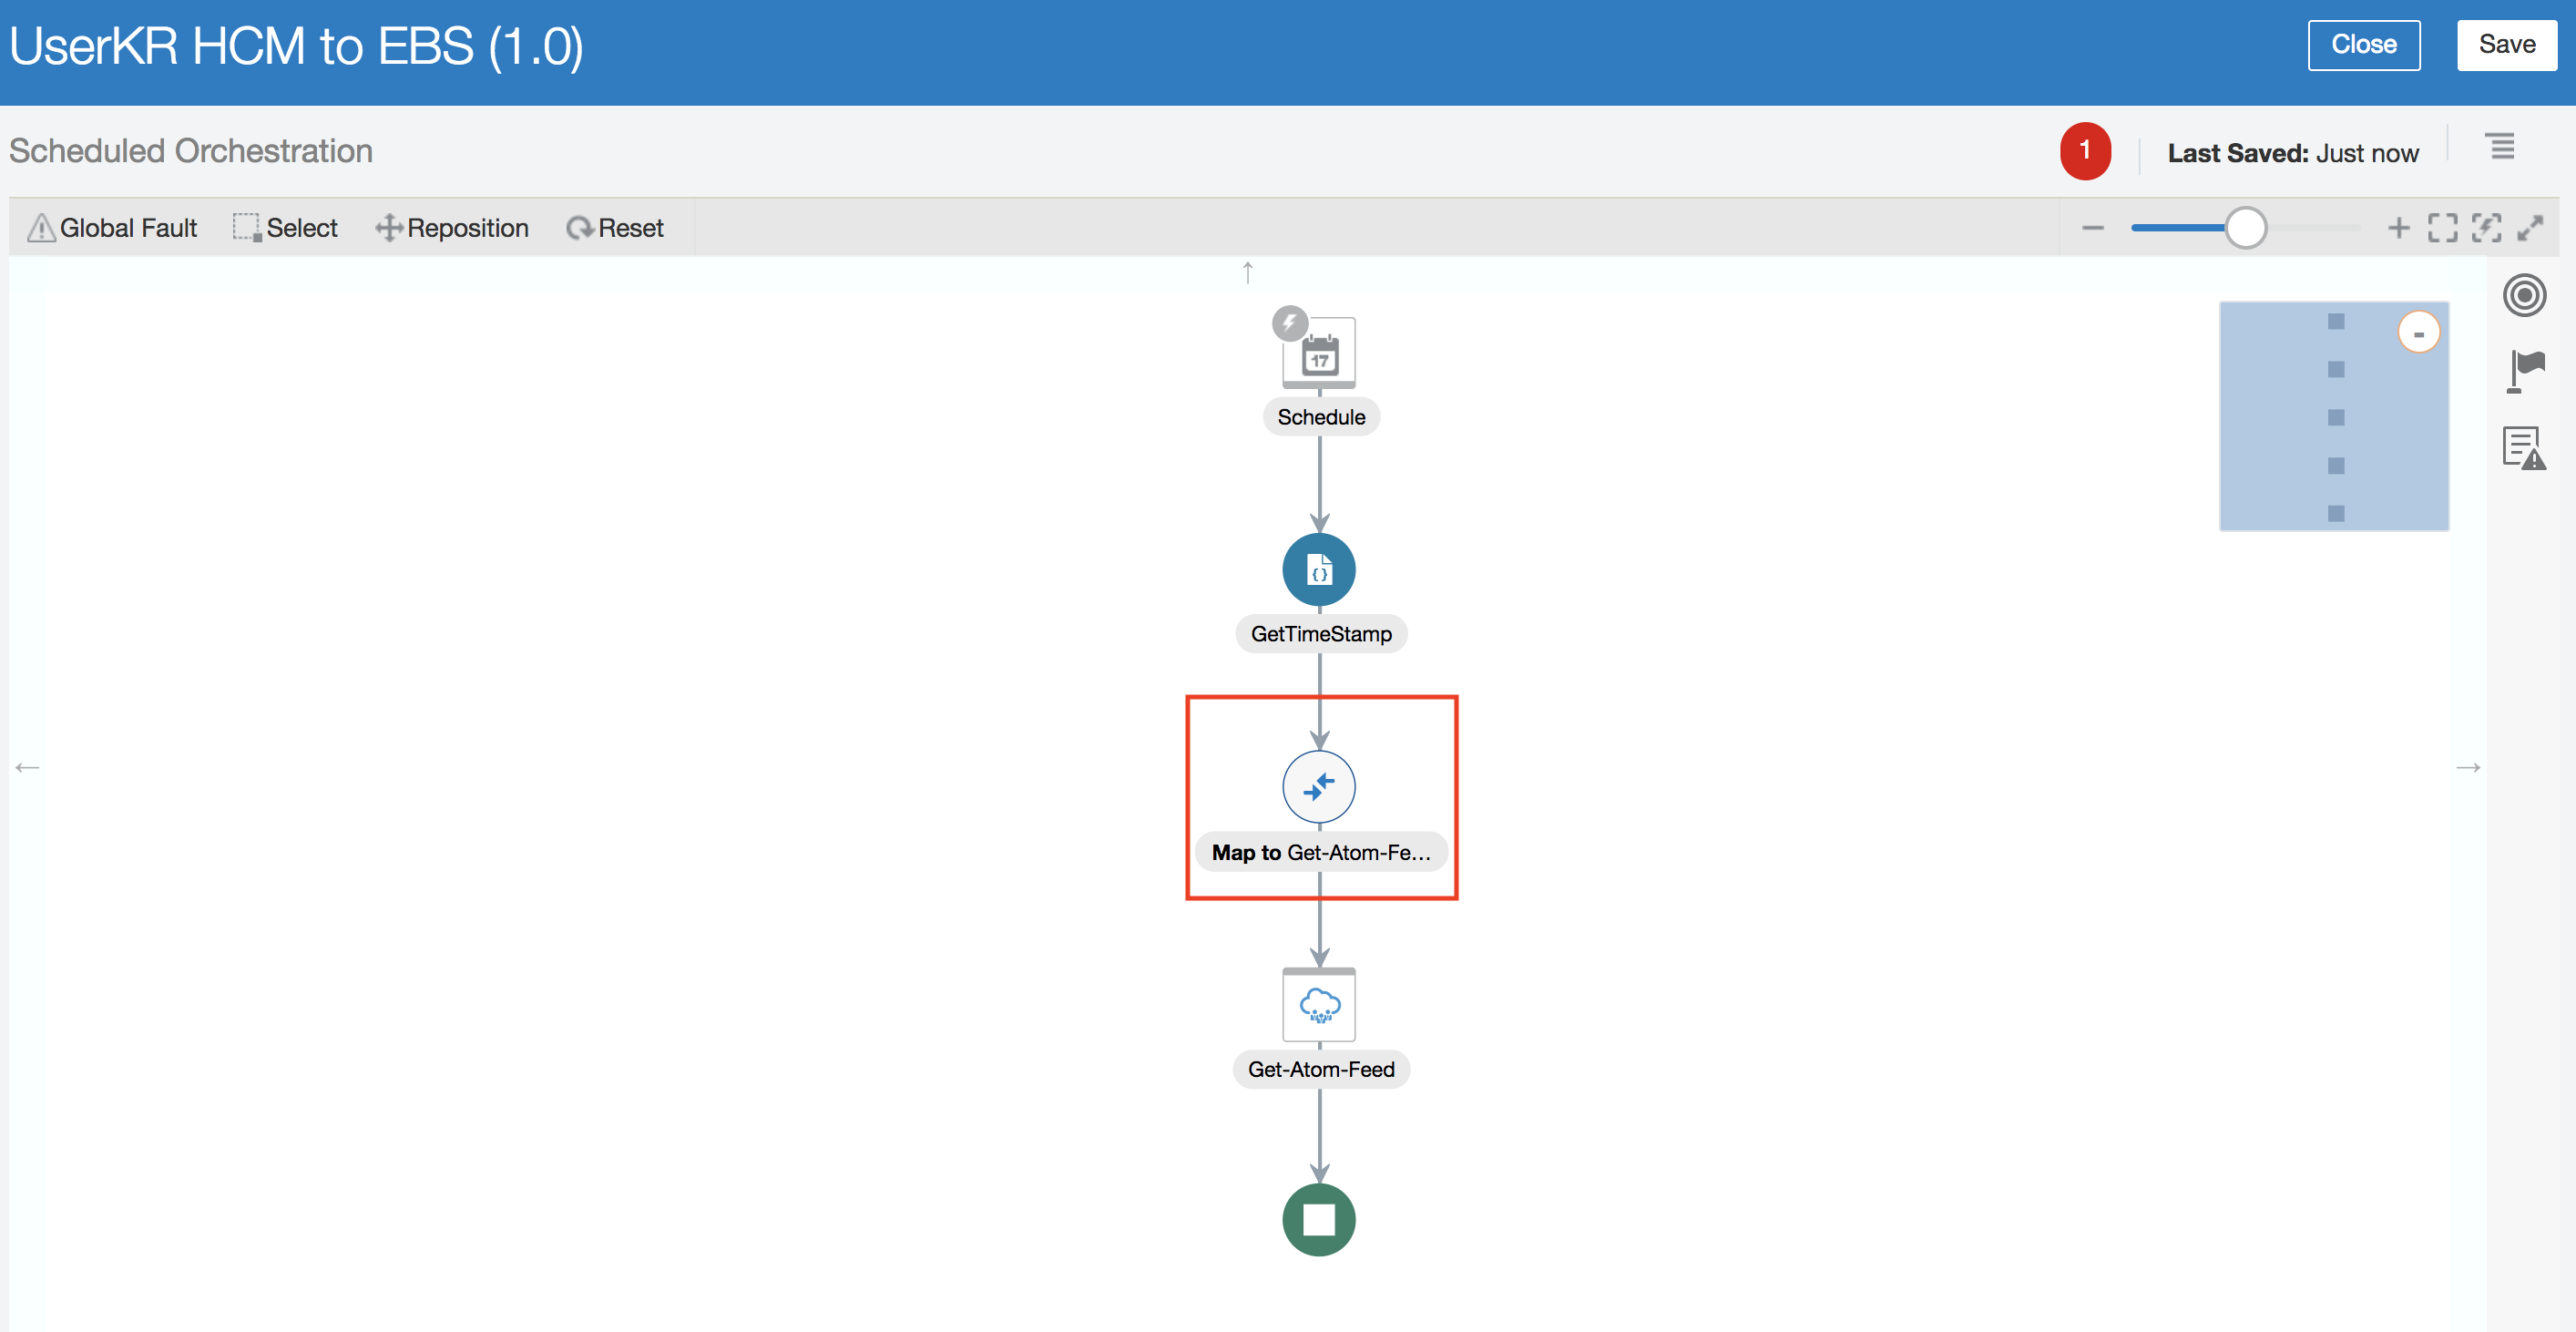 UserKR HCM to EBS (1.0)
Close
Save
Scheduled Orchestration
1
Last Saved: Just now
Global Fault
Select
Reposition
Reset
17
Schedule
GetTimeStamp
Map to Get-Atom-Fe...
Get-Atom-Feed